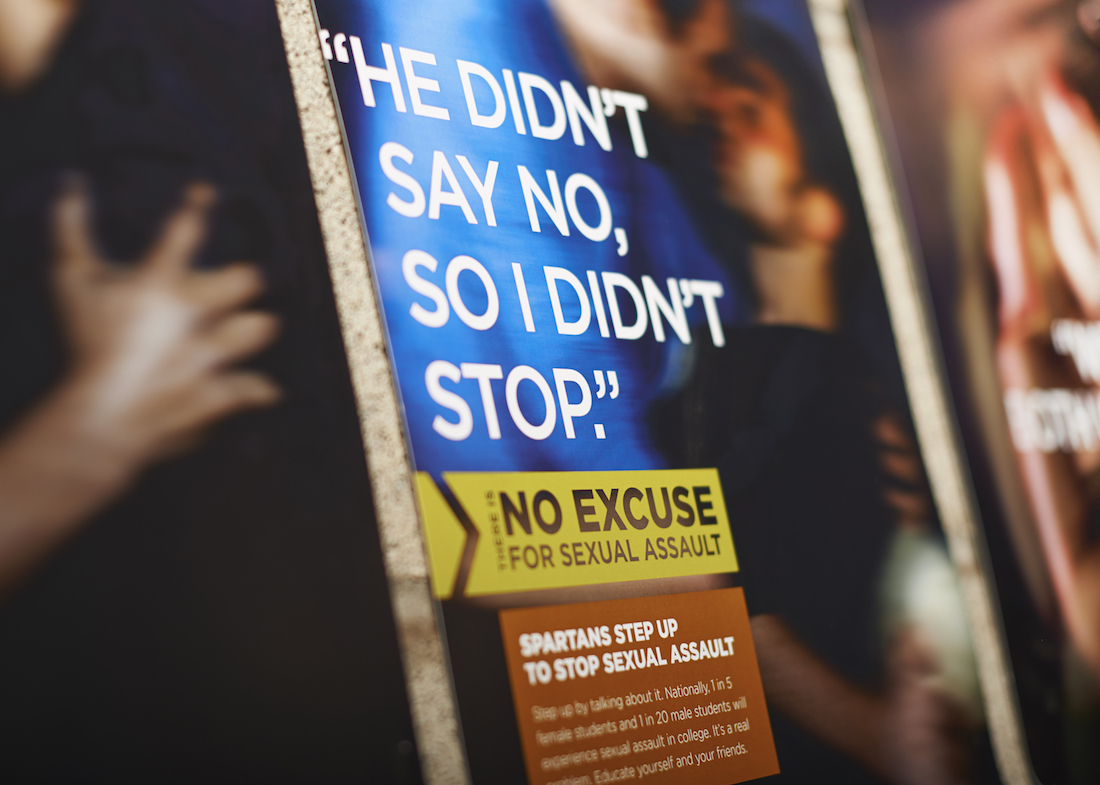 “HE DIDN’T
SAY NO,
SO I DIDN’T
STOP.”
THERE IS
NO EXCUSE
FOR SEXUAL ASSAULT
SPARTANS STEP UP
TO STOP SEXUAL ASSAULT
Step up by talking about it. Nationally, 1 in 5
female students and 1 in 20 male students will
experience sexual assault in college. It’s a real
problem. Educate yourself and your friends.